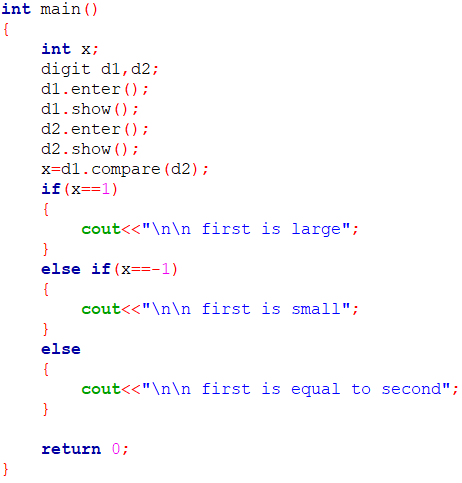 int main()
{
    int x;
    digit d1,d2;
    d1.enter();
    d1.show();
    d2.enter();
    d2.show();
    x=d1.compare(d2);
    if(x==1)
    {
        cout<<"\n\n first is large";
    }
    else if(x==-1)
    {
        cout<<"\n\n first is small";
    }
    else
    {
        cout<<"\n\n first is equal to second";
    }

    return 0;
}